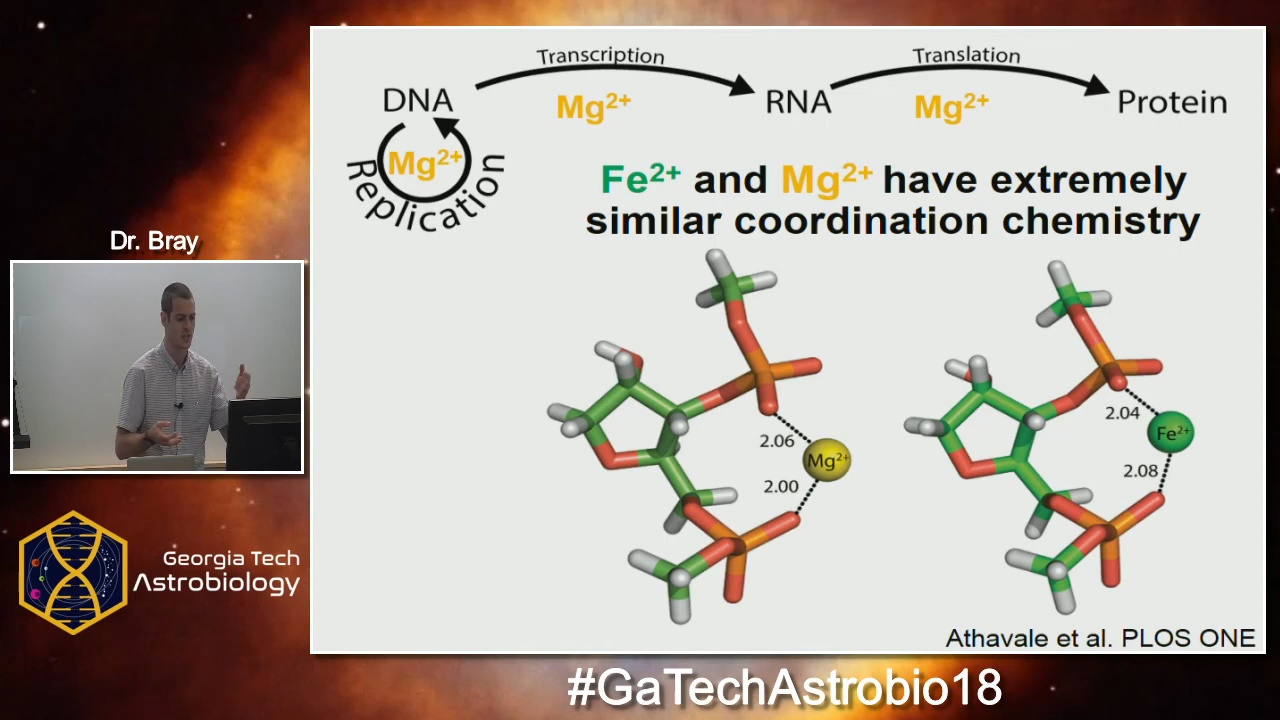 Transcription
Translation
DNA
Mg²⁺
RNA
Mg²⁺
Protein
Mg²⁺
Replication
Fe²⁺ and Mg²⁺ have extremely
similar coordination chemistry
Dr. Bray
2.06
Mg²⁺
2.00
2.04
Fe²⁺
2.08
Georgia Tech
Astrobiology
Athavale et al. PLOS ONE
#GaTechAstrobio18